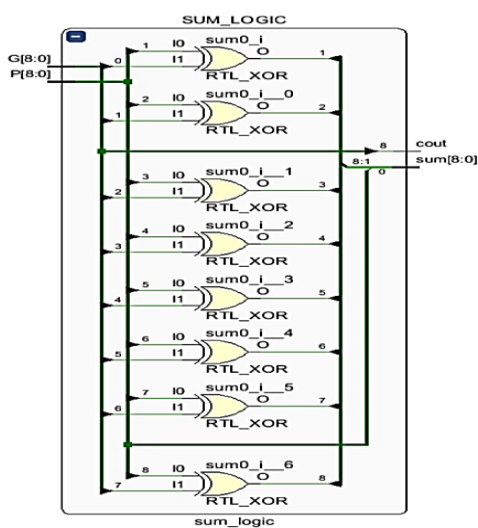 SUM_LOGIC
G[8:0]
P[8:0]
0
1 I0 sum0_i O 1
I1
RTL_XOR
2 I0 sum0_i__0 O 2
1 I1
RTL_XOR
8 cout
8:1 sum[8:0]
0
3 I0 sum0_i__1 O 3
2 I1
RTL_XOR
4 I0 sum0_i__2 O 4
3 I1
RTL_XOR
5 I0 sum0_i__3 O 5
4 I1
RTL_XOR
6 I0 sum0_i__4 O 6
5 I1
RTL_XOR
7 I0 sum0_i__5 O 7
6 I1
RTL_XOR
8 I0 sum0_i__6 O 8
7 I1
RTL_XOR
sum_logic